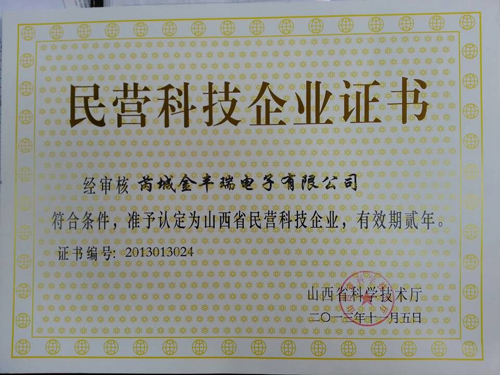 民营科技企业证书
经审核 芮城金丰瑞电子有限公司
符合条件，准予认定为山西省民营科技企业，有效期贰年。
证书编号: 2013013024
山西省科学技术厅
二〇一三年十一月五日